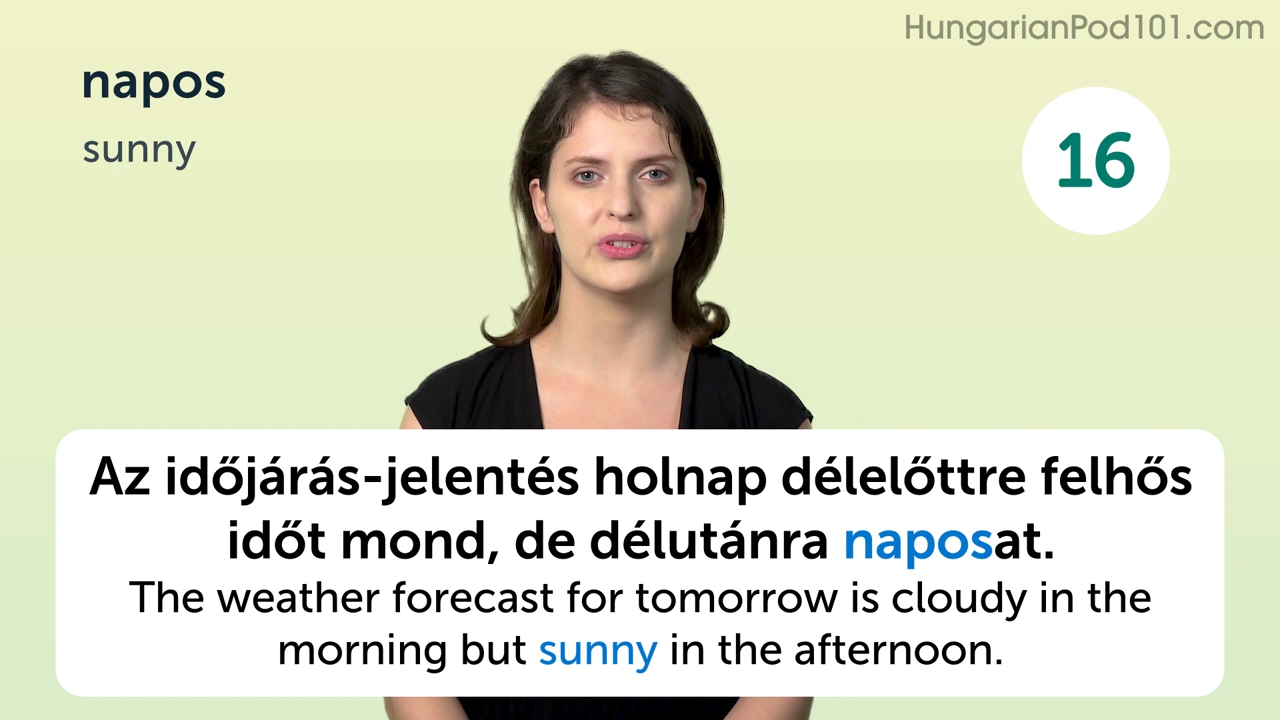 HungarianPod101.com
napos
sunny
16
Az időjárás-jelentés holnap délelőttre felhős
időt mond, de délutánra naposat.
The weather forecast for tomorrow is cloudy in the
morning but sunny in the afternoon.